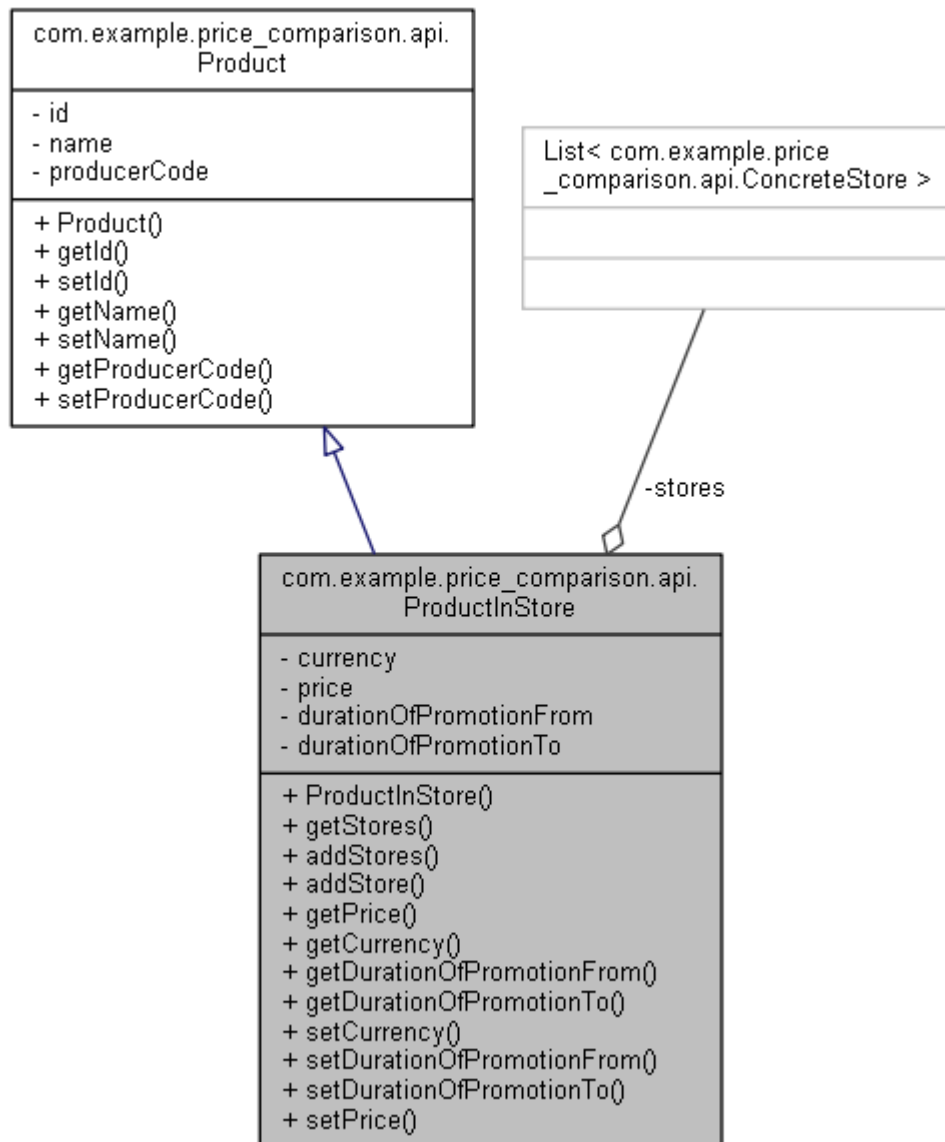 com.example.price_comparison.api.
Product
- id
- name
- producerCode
+ Product()
+ getId()
+ setId()
+ getName()
+ setName()
+ getProducerCode()
+ setProducerCode()
List< com.example.price
_comparison.api.ConcreteStore >
-stores
com.example.price_comparison.api.
ProductInStore
- currency
- price
- durationOfPromotionFrom
- durationOfPromotionTo
+ ProductInStore()
+ getStores()
+ addStores()
+ addStore()
+ getPrice()
+ getCurrency()
+ getDurationOfPromotionFrom()
+ getDurationOfPromotionTo()
+ setCurrency()
+ setDurationOfPromotionFrom()
+ setDurationOfPromotionTo()
+ setPrice()